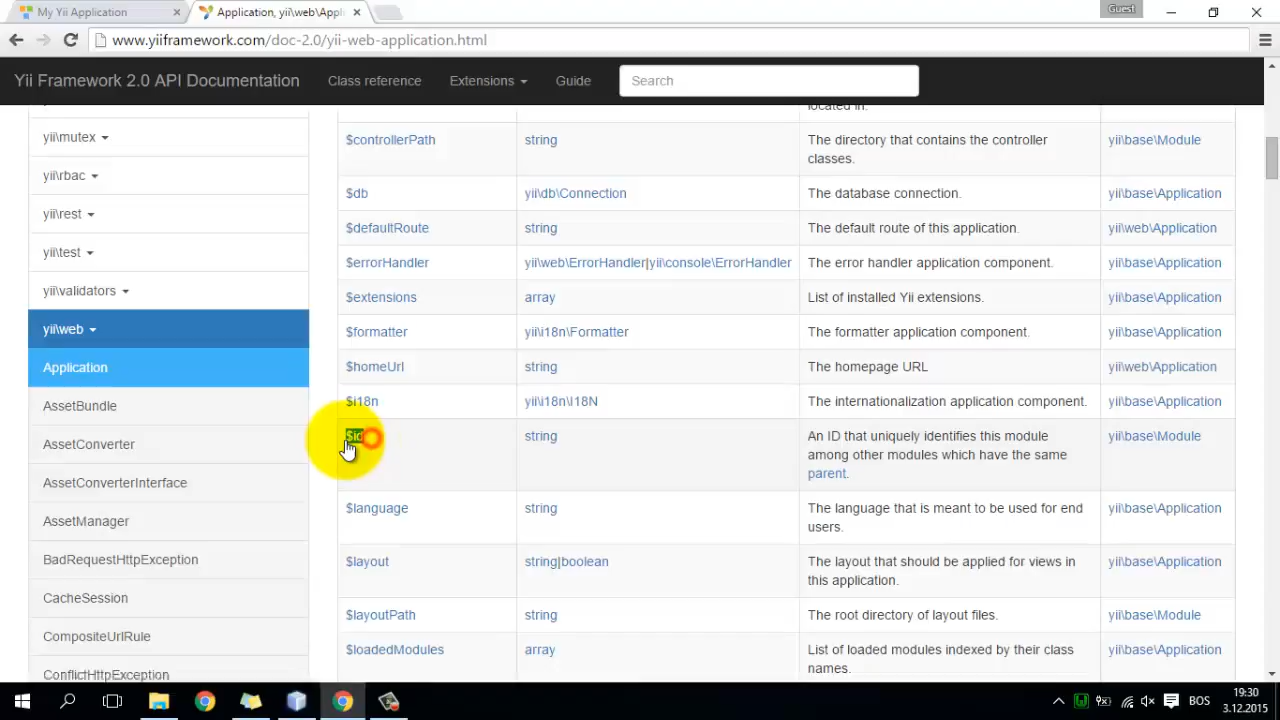 My Yii Application
Application, yii\web\Appli
Guest
www.yiiframework.com/doc-2.0/yii-web-application.html
Yii Framework 2.0 API Documentation
Class reference
Extensions
Guide
Search
yii\mutex
yii\rbac
yii\rest
yii\test
yii\validators
yii\web
Application
AssetBundle
AssetConverter
AssetConverterInterface
AssetManager
BadRequestHttpException
CacheSession
CompositeUrlRule
ConflictHttpException
located in.
$controllerPath string The directory that contains the controller yii\base\Module
classes.
$db yii\db\Connection The database connection. yii\base\Application
$defaultRoute string The default route of this application. yii\web\Application
$errorHandler yii\web\ErrorHandler|yii\console\ErrorHandler The error handler application component. yii\base\Application
$extensions array List of installed Yii extensions. yii\base\Application
$formatter yii\i18n\Formatter The formatter application component. yii\base\Application
$homeUrl string The homepage URL yii\web\Application
$i18n yii\i18n\I18N The internationalization application component. yii\base\Application
$id string An ID that uniquely identifies this module yii\base\Module
among other modules which have the same
parent.
$language string The language that is meant to be used for end yii\base\Application
users.
$layout string|boolean The layout that should be applied for views in yii\base\Application
this application.
$layoutPath string The root directory of layout files. yii\base\Module
$loadedModules array List of loaded modules indexed by their class yii\base\Application
names.
BOS
19:30
3.12.2015